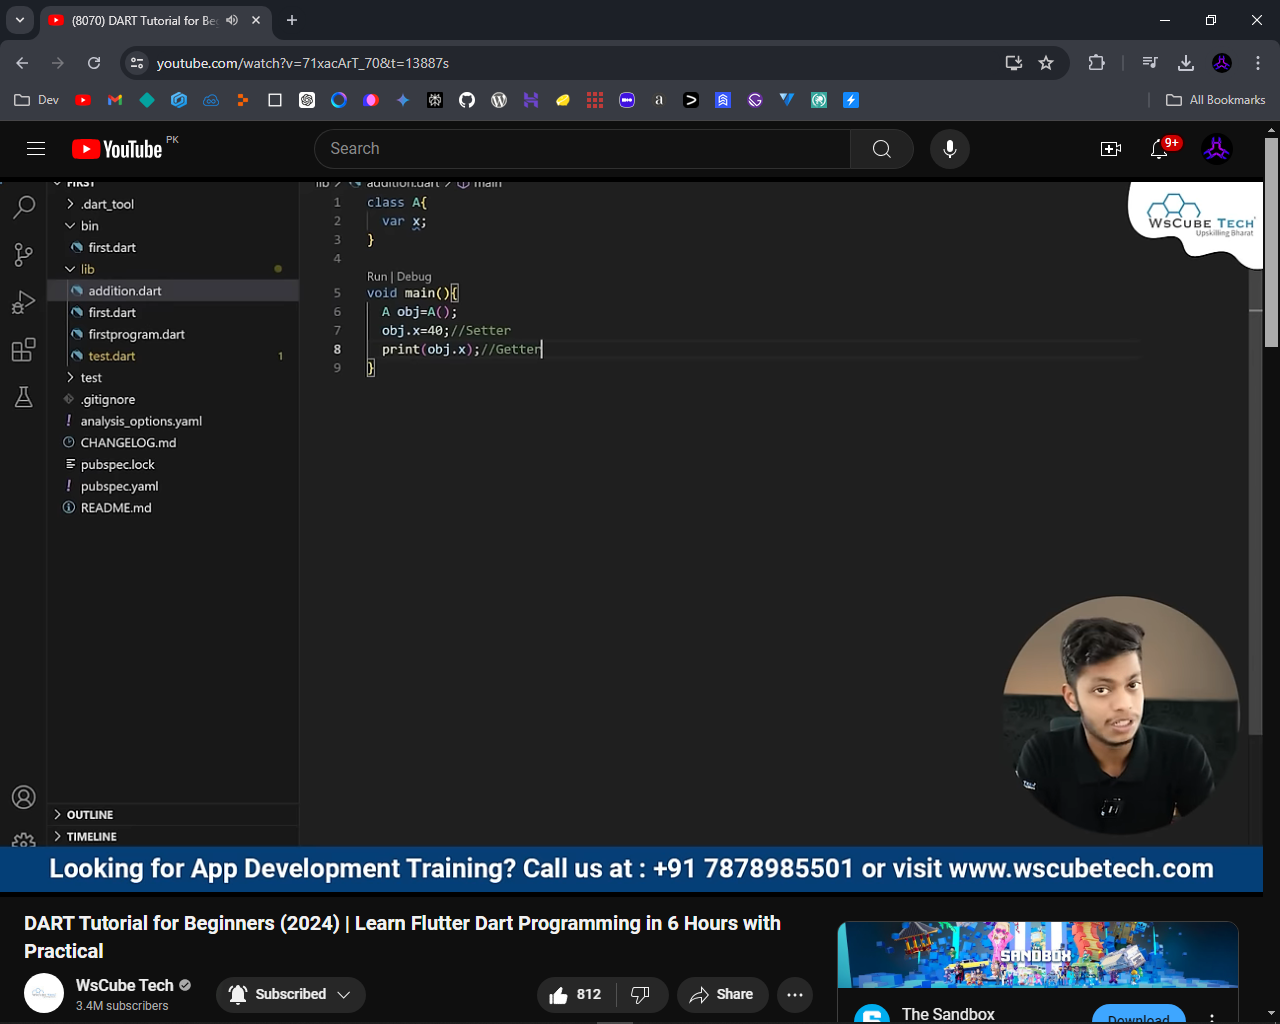 (8070) DART Tutorial for Be
youtube.com/watch?v=71xacArT_70&t=13887s
Dev
All Bookmarks
YouTube PK
Search
9+
FIRST
.dart_tool
bin
first.dart
lib
addition.dart
first.dart
firstprogram.dart
test.dart 1
test
.gitignore
analysis_options.yaml
CHANGELOG.md
pubspec.lock
pubspec.yaml
README.md
OUTLINE
TIMELINE
lib > addition.dart > main
1 class A{
2 var x;
3 }
4
Run | Debug
5 void main(){
6 A obj=A();
7 obj.x=40;//Setter
8 print(obj.x);//Getter
9 }
WsCube Tech
Upskilling Bharat
Looking for App Development Training? Call us at : +91 7878985501 or visit www.wscubetech.com
DART Tutorial for Beginners (2024) | Learn Flutter Dart Programming in 6 Hours with
Practical
WsCube Tech
3.4M subscribers
Subscribed
812
Share
SANDBOX
The Sandbox
Download